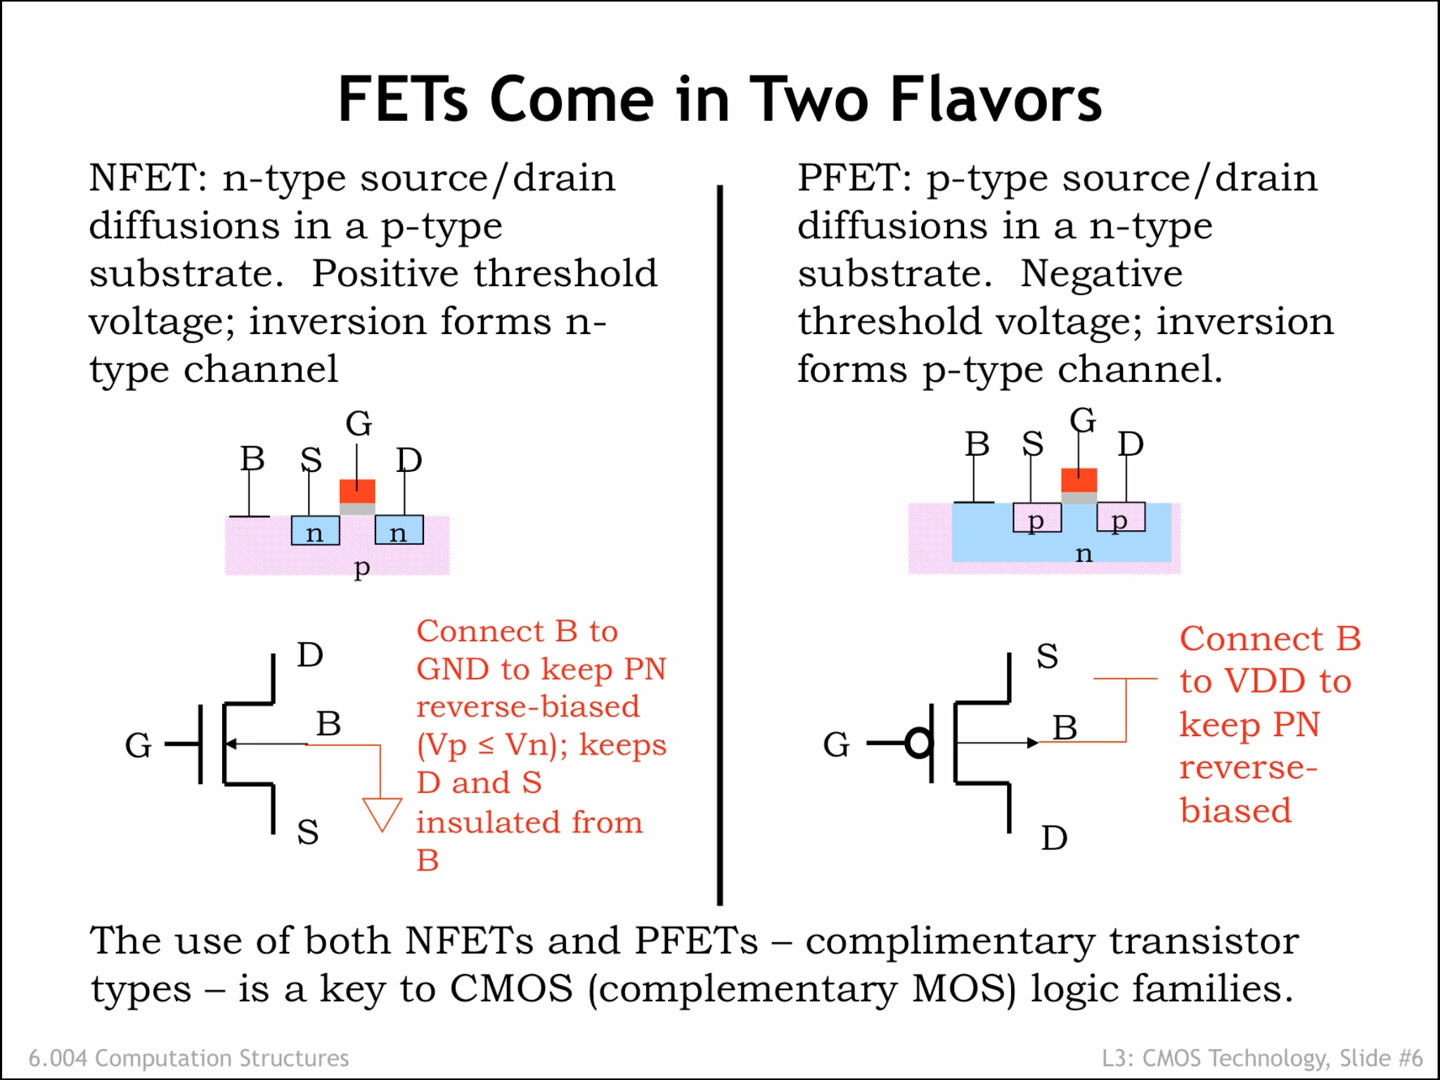 FETs Come in Two Flavors
NFET: n-type source/drain
diffusions in a p-type
substrate.  Positive threshold
voltage; inversion forms n-
type channel
G
B S D
n n
p
D
G B
S
Connect B to
GND to keep PN
reverse-biased
(Vp ≤ Vn); keeps
D and S
insulated from
B
PFET: p-type source/drain
diffusions in a n-type
substrate.  Negative
threshold voltage; inversion
forms p-type channel.
G
B S D
p p
n
S
G B
D
Connect B
to VDD to
keep PN
reverse-
biased
The use of both NFETs and PFETs – complimentary transistor
types – is a key to CMOS (complementary MOS) logic families.
6.004 Computation Structures
L3: CMOS Technology, Slide #6